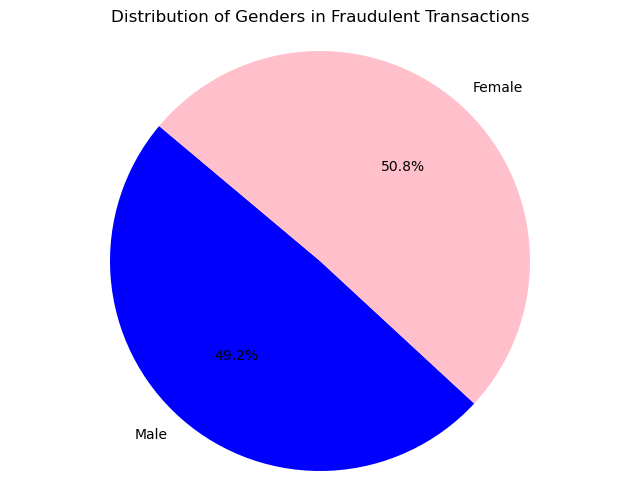 Distribution of Genders in Fraudulent Transactions
Female
50.8%
49.2%
Male